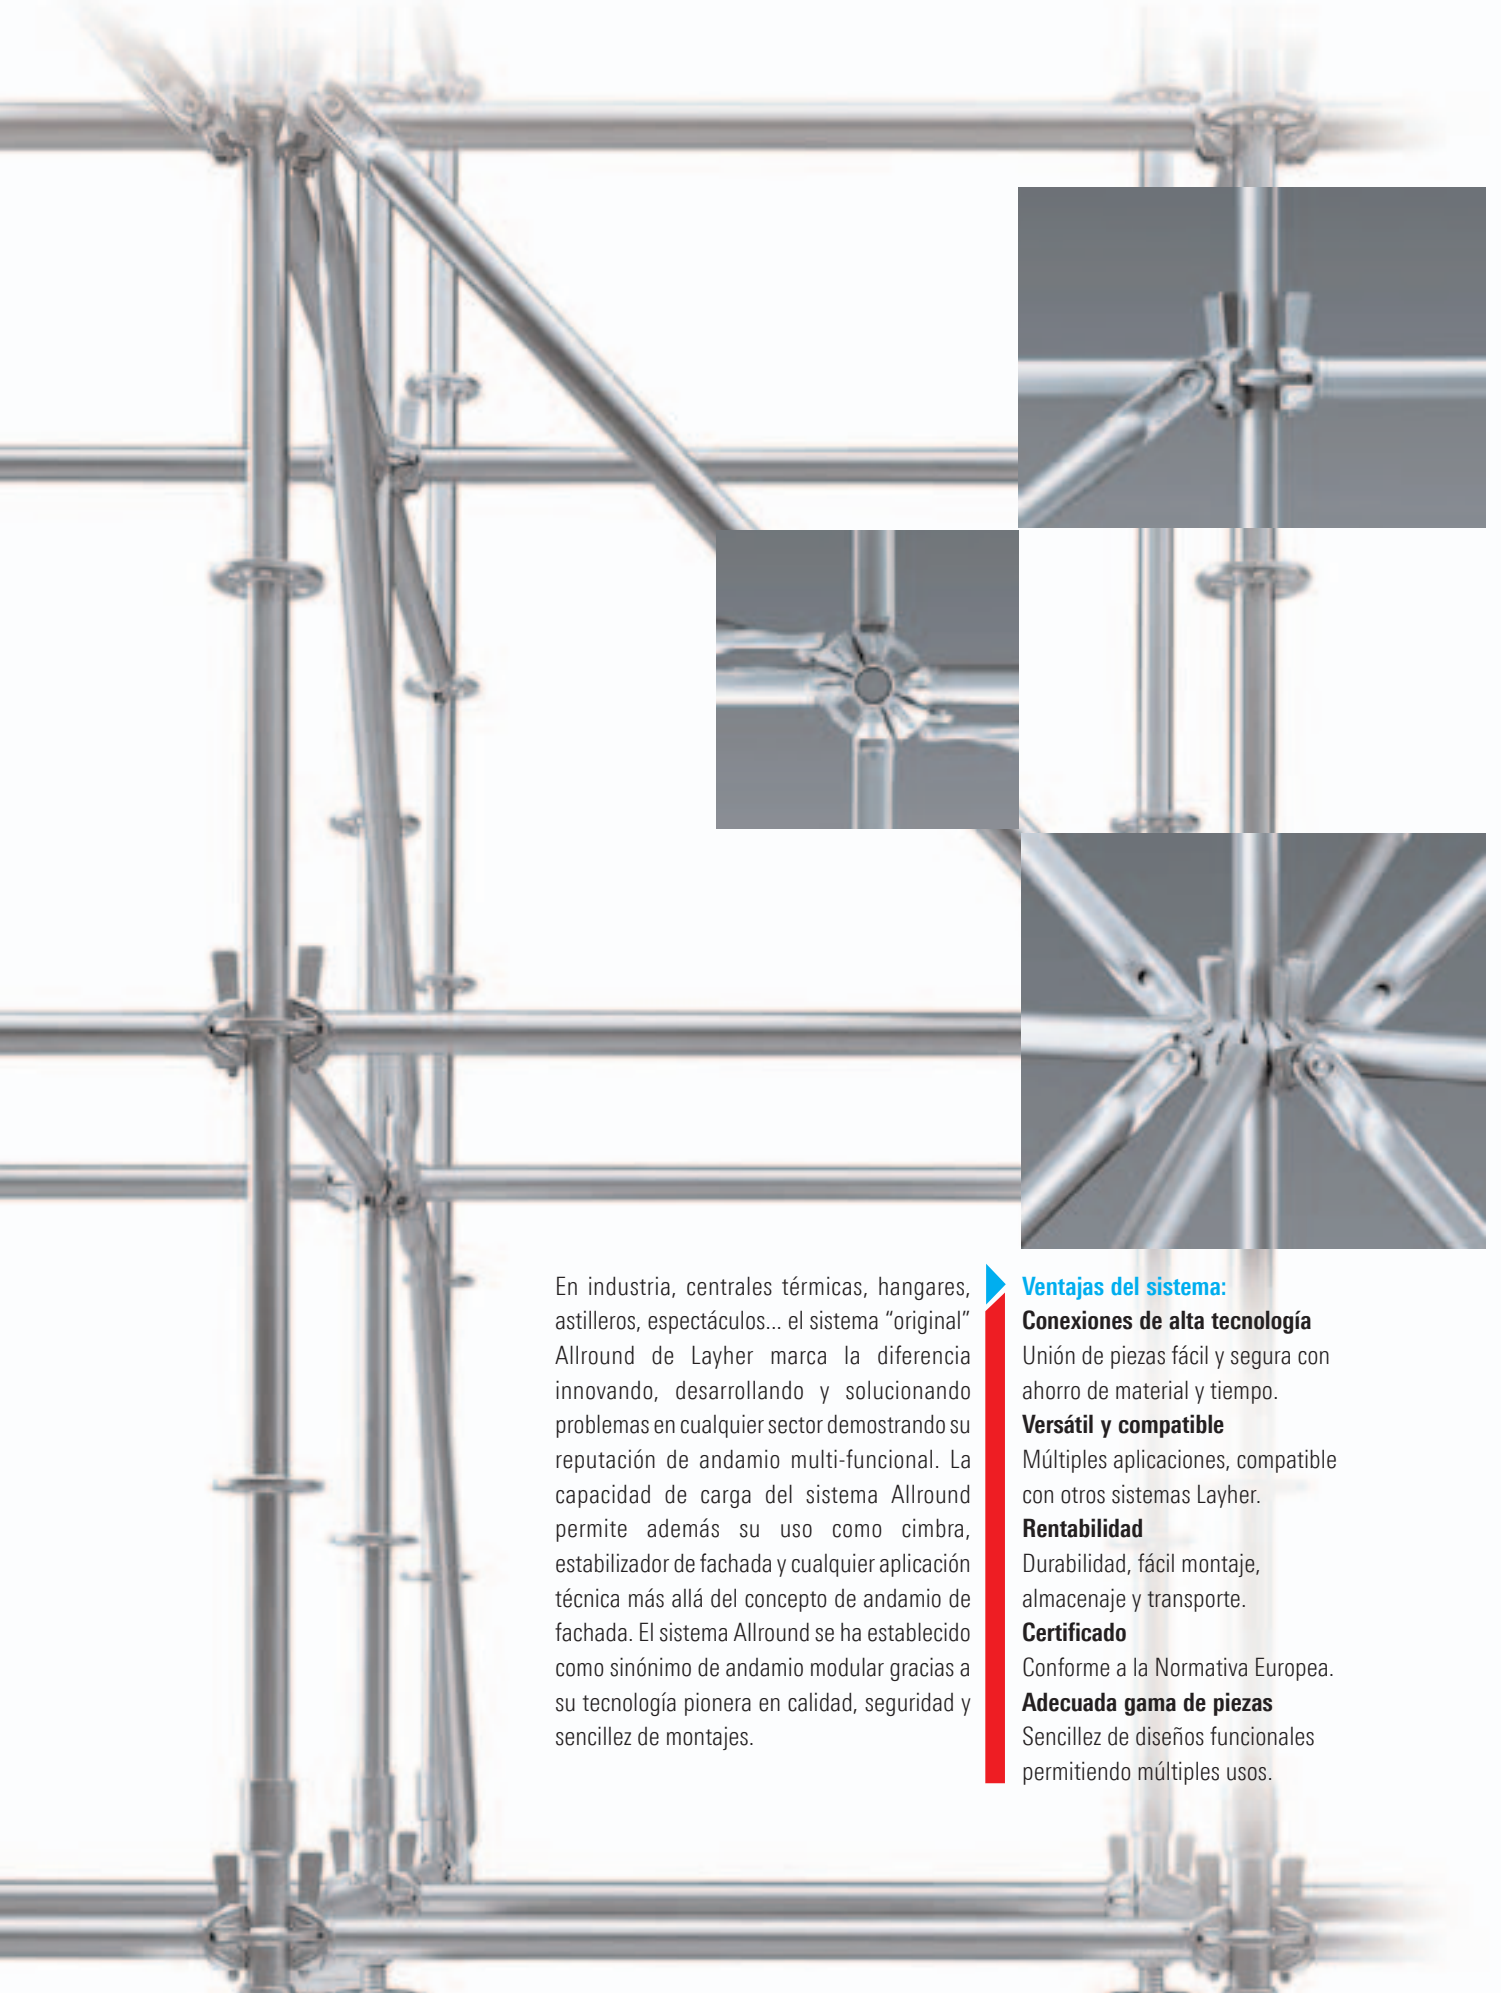 En industria, centrales térmicas, hangares,
astilleros, espectáculos... el sistema “original”
Allround de Layher marca la diferencia
innovando, desarrollando y solucionando
problemas en cualquier sector demostrando su
reputación de andamio multi-funcional. La
capacidad de carga del sistema Allround
permite además su uso como cimbra,
estabilizador de fachada y cualquier aplicación
técnica más allá del concepto de andamio de
fachada. El sistema Allround se ha establecido
como sinónimo de andamio modular gracias a
su tecnología pionera en calidad, seguridad y
sencillez de montajes.
Ventajas del sistema:
Conexiones de alta tecnología
Unión de piezas fácil y segura con
ahorro de material y tiempo.
Versátil y compatible
Múltiples aplicaciones, compatible
con otros sistemas Layher.
Rentabilidad
Durabilidad, fácil montaje,
almacenaje y transporte.
Certificado
Conforme a la Normativa Europea.
Adecuada gama de piezas
Sencillez de diseños funcionales
permitiendo múltiples usos.